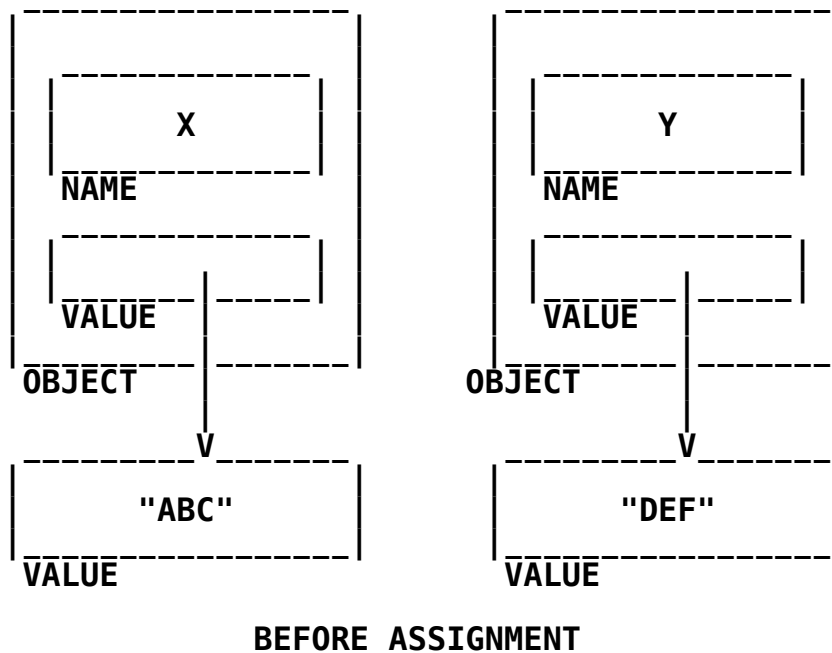 X Y
NAME NAME
VALUE VALUE
OBJECT OBJECT
V V
"ABC" "DEF"
VALUE VALUE
BEFORE ASSIGNMENT